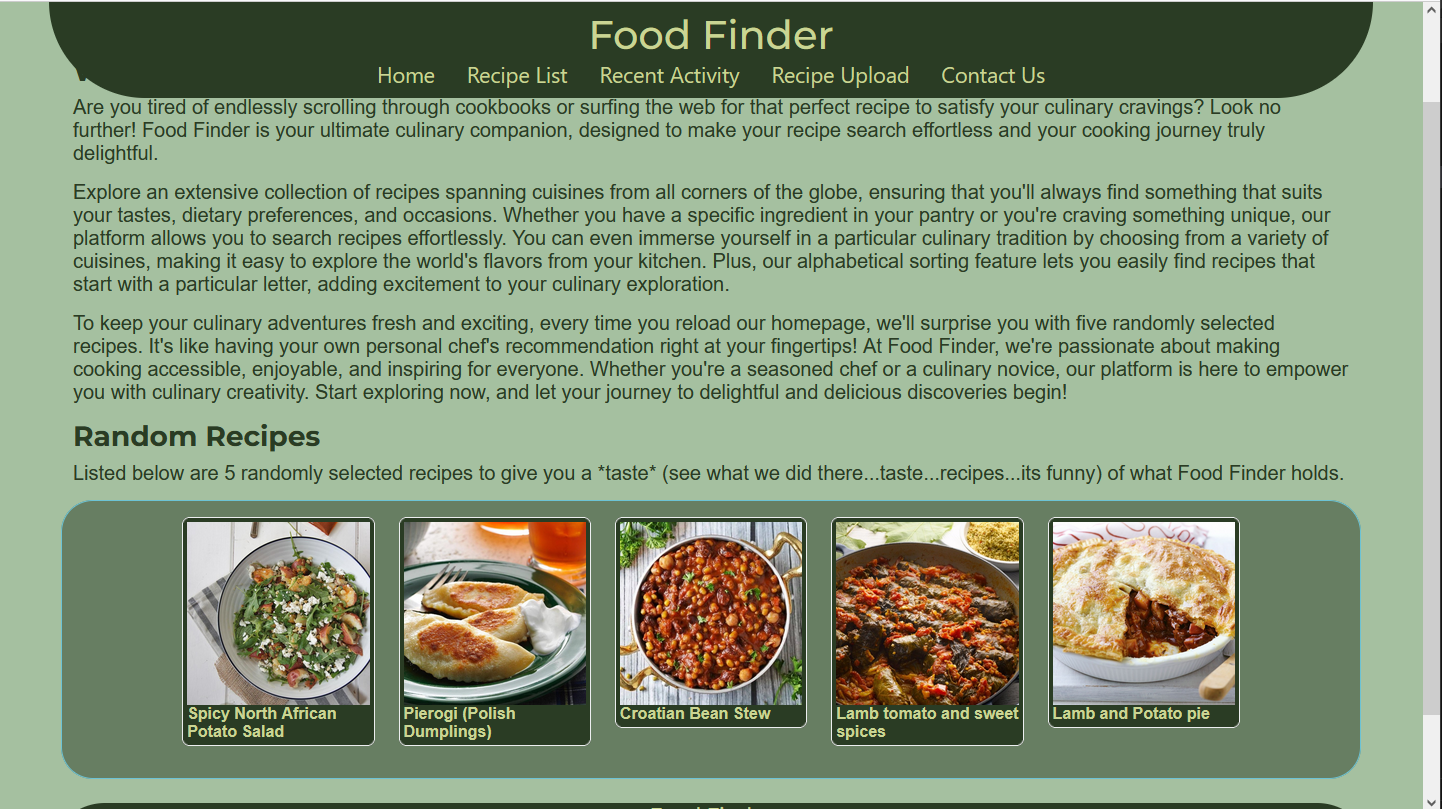 Food Finder
Home Recipe List Recent Activity Recipe Upload Contact Us
Are you tired of endlessly scrolling through cookbooks or surfing the web for that perfect recipe to satisfy your culinary cravings? Look no
further! Food Finder is your ultimate culinary companion, designed to make your recipe search effortless and your cooking journey truly
delightful.
Explore an extensive collection of recipes spanning cuisines from all corners of the globe, ensuring that you'll always find something that suits
your tastes, dietary preferences, and occasions. Whether you have a specific ingredient in your pantry or you're craving something unique, our
platform allows you to search recipes effortlessly. You can even immerse yourself in a particular culinary tradition by choosing from a variety of
cuisines, making it easy to explore the world's flavors from your kitchen. Plus, our alphabetical sorting feature lets you easily find recipes that
start with a particular letter, adding excitement to your culinary exploration.
To keep your culinary adventures fresh and exciting, every time you reload our homepage, we'll surprise you with five randomly selected
recipes. It's like having your own personal chef's recommendation right at your fingertips! At Food Finder, we're passionate about making
cooking accessible, enjoyable, and inspiring for everyone. Whether you're a seasoned chef or a culinary novice, our platform is here to empower
you with culinary creativity. Start exploring now, and let your journey to delightful and delicious discoveries begin!
Random Recipes
Listed below are 5 randomly selected recipes to give you a *taste* (see what we did there...taste...recipes...its funny) of what Food Finder holds.
Spicy North African
Potato Salad
Pierogi (Polish
Dumplings)
Croatian Bean Stew
Lamb tomato and sweet
spices
Lamb and Potato pie
Food Finder